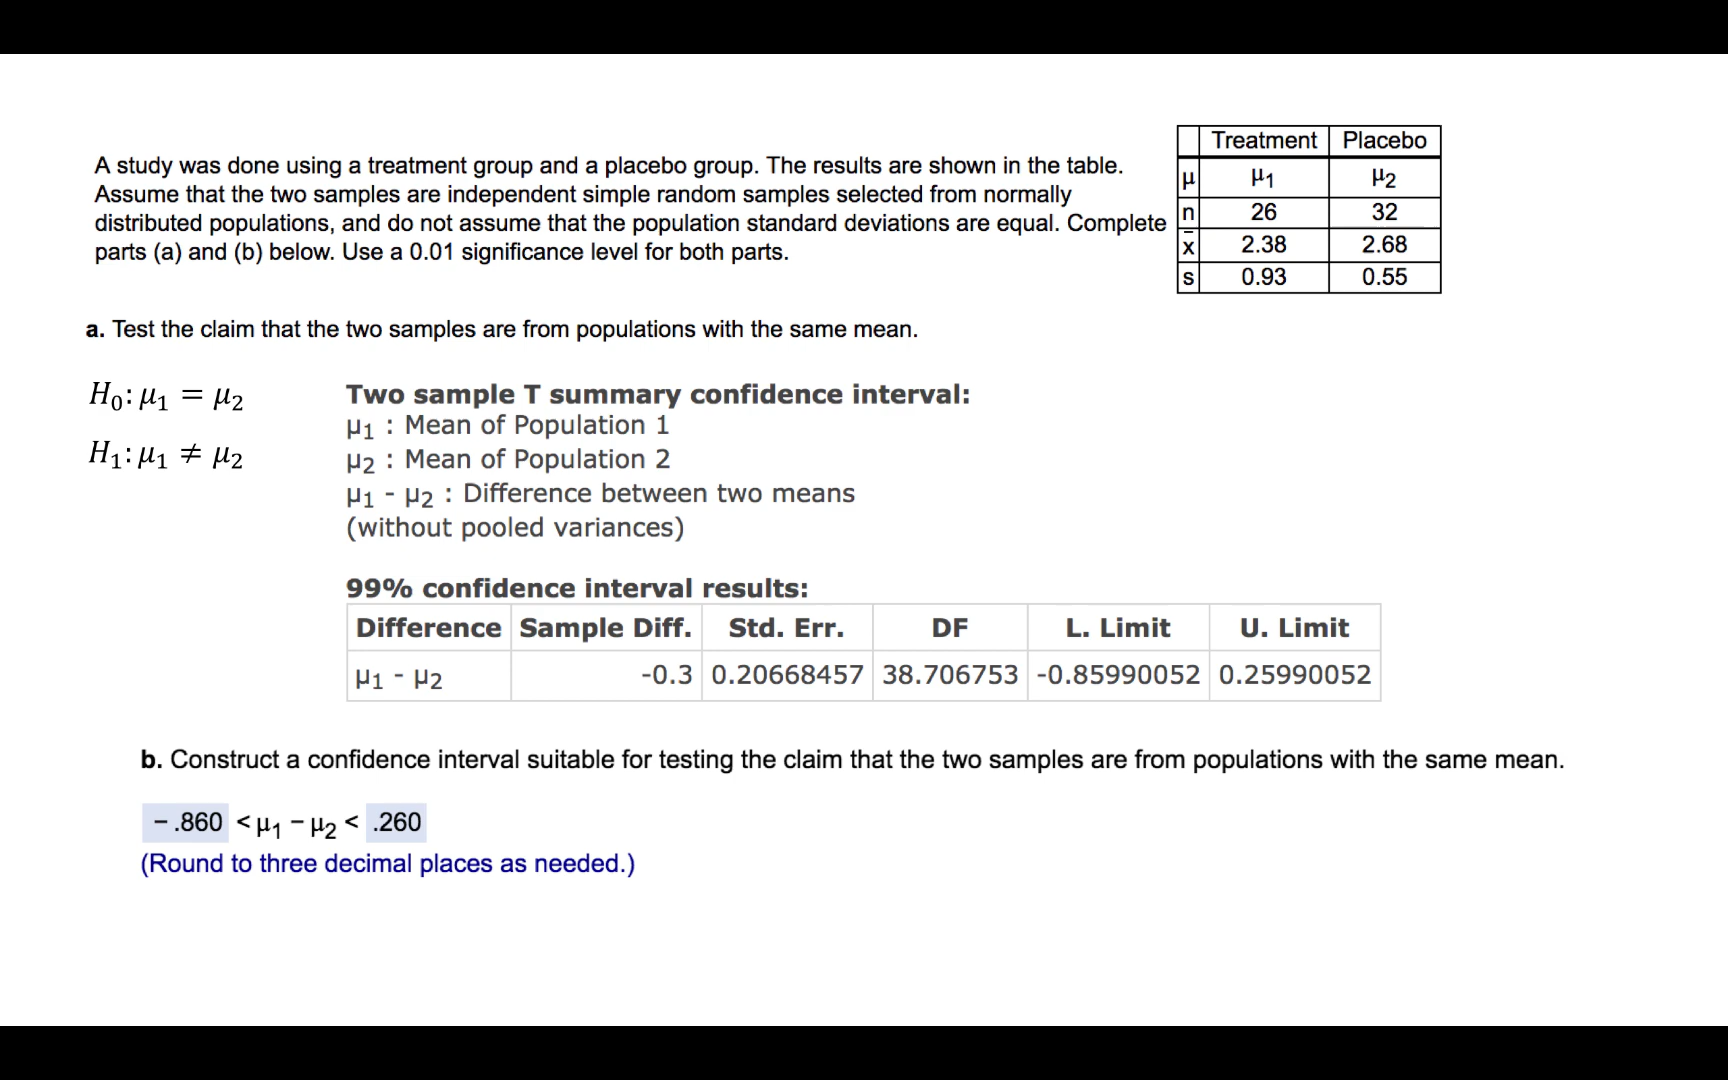 A study was done using a treatment group and a placebo group. The results are shown in the table.
Assume that the two samples are independent simple random samples selected from normally
distributed populations, and do not assume that the population standard deviations are equal. Complete
parts (a) and (b) below. Use a 0.01 significance level for both parts.
Treatment Placebo
μ μ₁ μ₂
n 26 32
x̄ 2.38 2.68
s 0.93 0.55
a. Test the claim that the two samples are from populations with the same mean.
H₀: μ₁ = μ₂
H₁: μ₁ ≠ μ₂
Two sample T summary confidence interval:
μ₁ : Mean of Population 1
μ₂ : Mean of Population 2
μ₁ - μ₂ : Difference between two means
(without pooled variances)
99% confidence interval results:
Difference Sample Diff. Std. Err. DF L. Limit U. Limit
μ₁ - μ₂ -0.3 0.20668457 38.706753 -0.85990052 0.25990052
b. Construct a confidence interval suitable for testing the claim that the two samples are from populations with the same mean.
− .860 < μ₁ − μ₂ < .260
(Round to three decimal places as needed.)